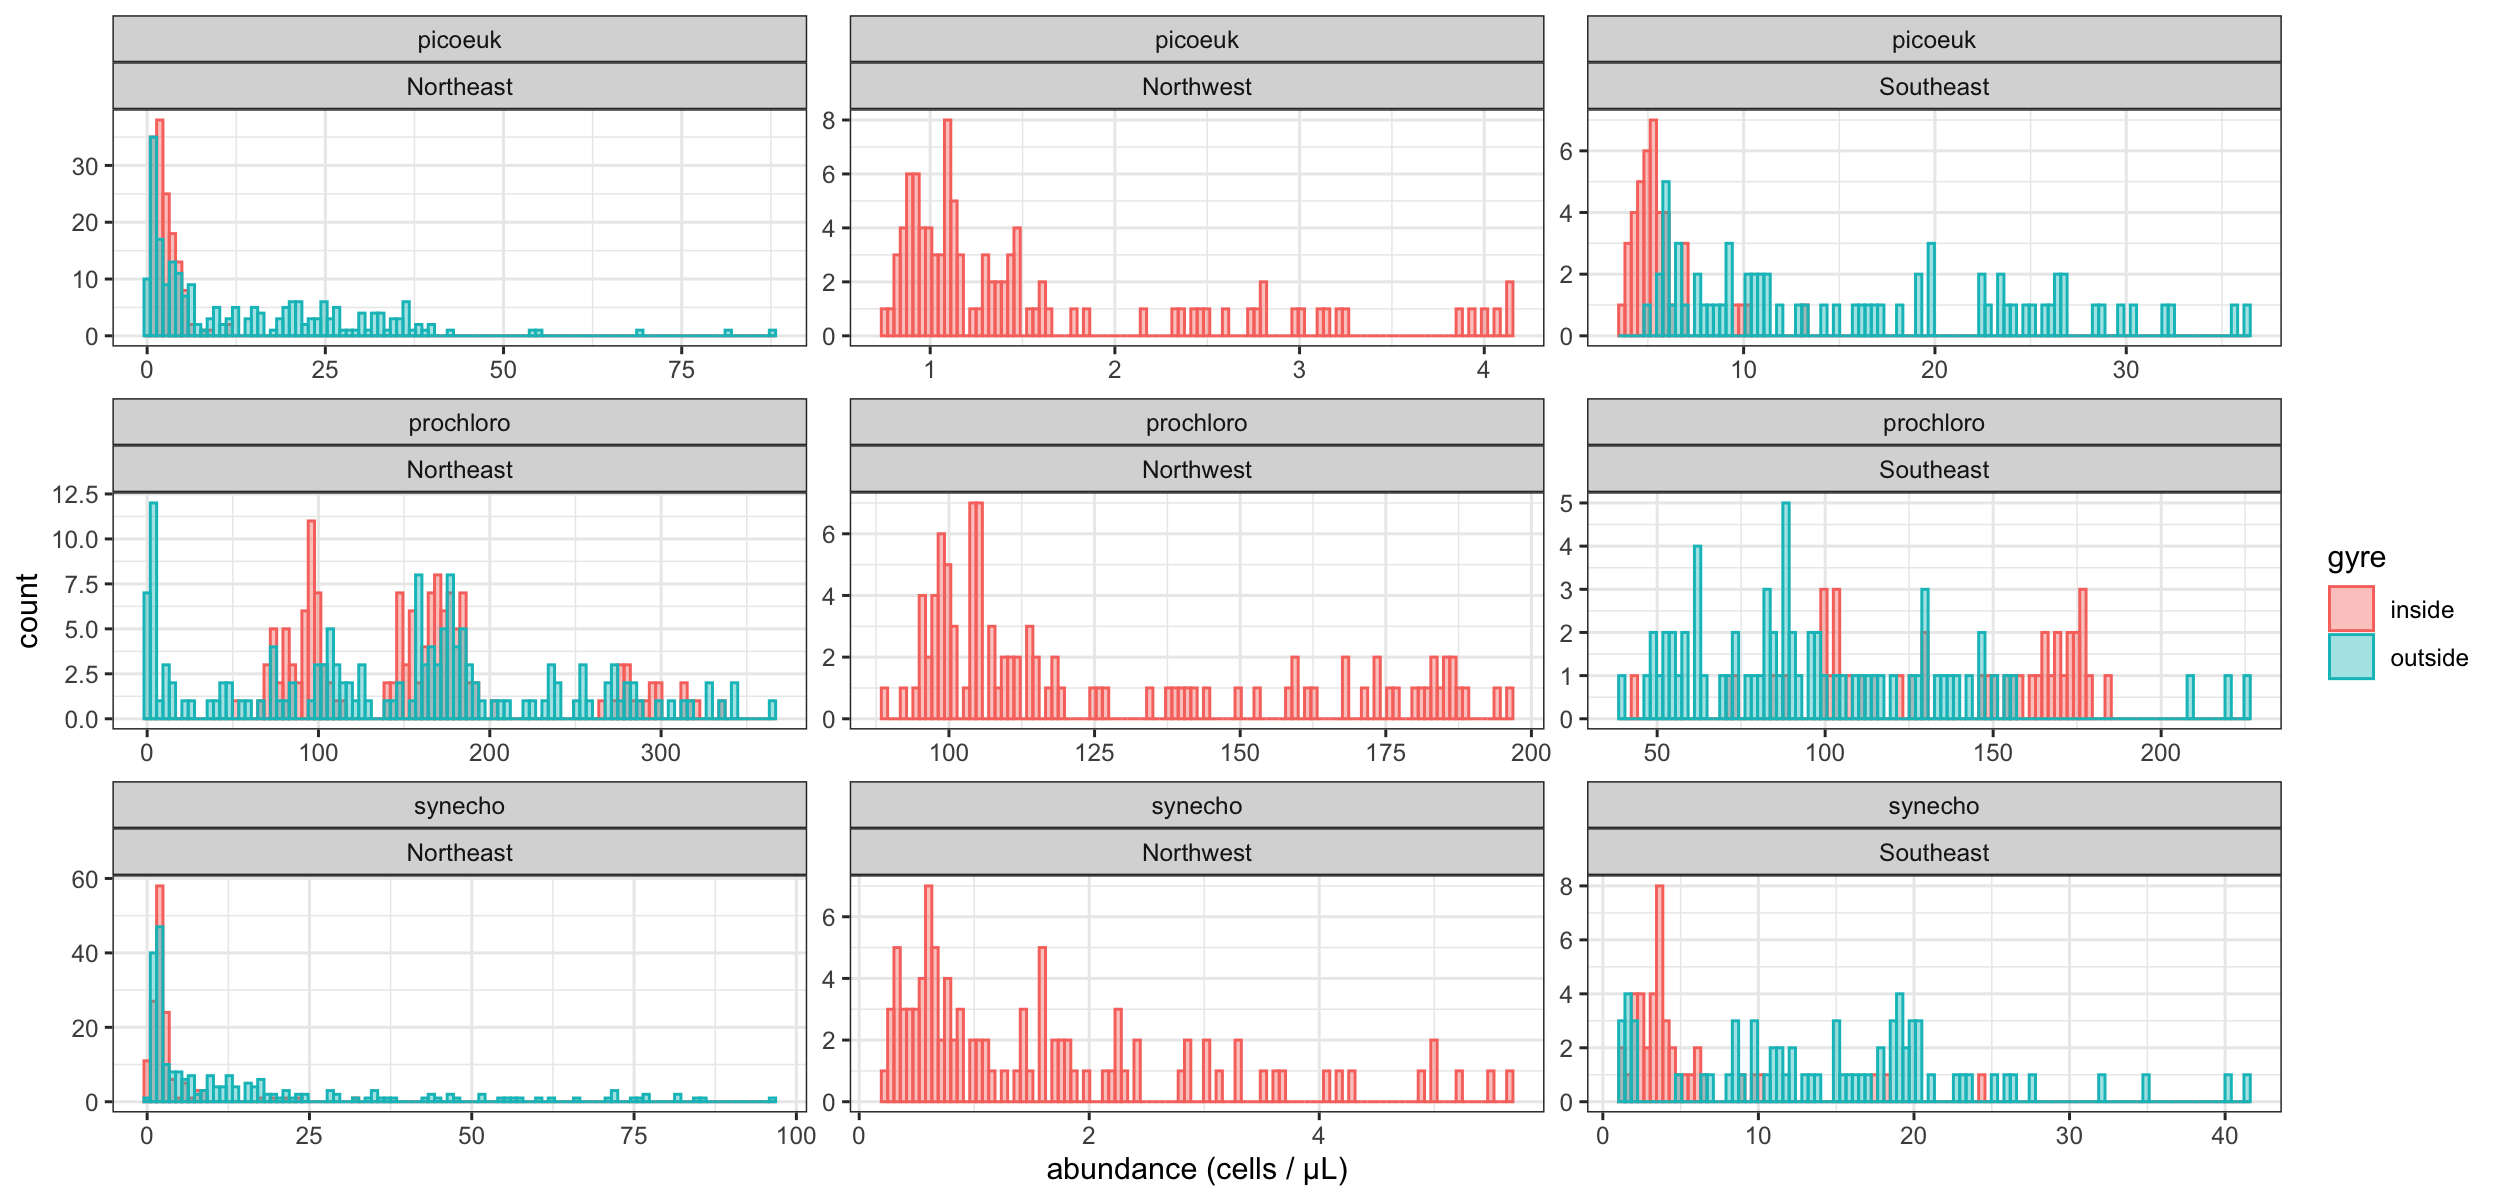 picoeuk picoeuk picoeuk
Northeast Northwest Southeast
30
20
10
0
0 25 50 75
8
6
4
2
0
1 2 3 4
6
4
2
0
10 20 30
prochloro prochloro prochloro
Northeast Northwest Southeast
12.5
10.0
7.5
5.0
2.5
0.0
0 100 200 300
6
4
2
0
100 125 150 175 200
5
4
3
2
1
0
50 100 150 200
synecho synecho synecho
Northeast Northwest Southeast
60
40
20
0
0 25 50 75 100
6
4
2
0
0 2 4
8
6
4
2
0
0 10 20 30 40
count
abundance (cells / μL)
gyre
inside
outside